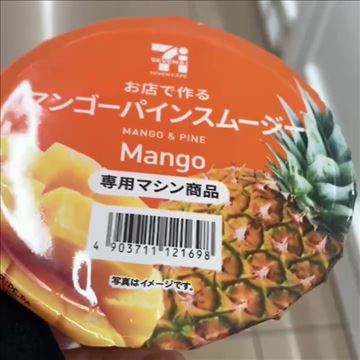 SEVEN CAFÉ
お店で作る
マンゴーパインスムージー
MANGO & PINE
Mango
専用マシン商品
4 903711 121698
写真はイメージです。